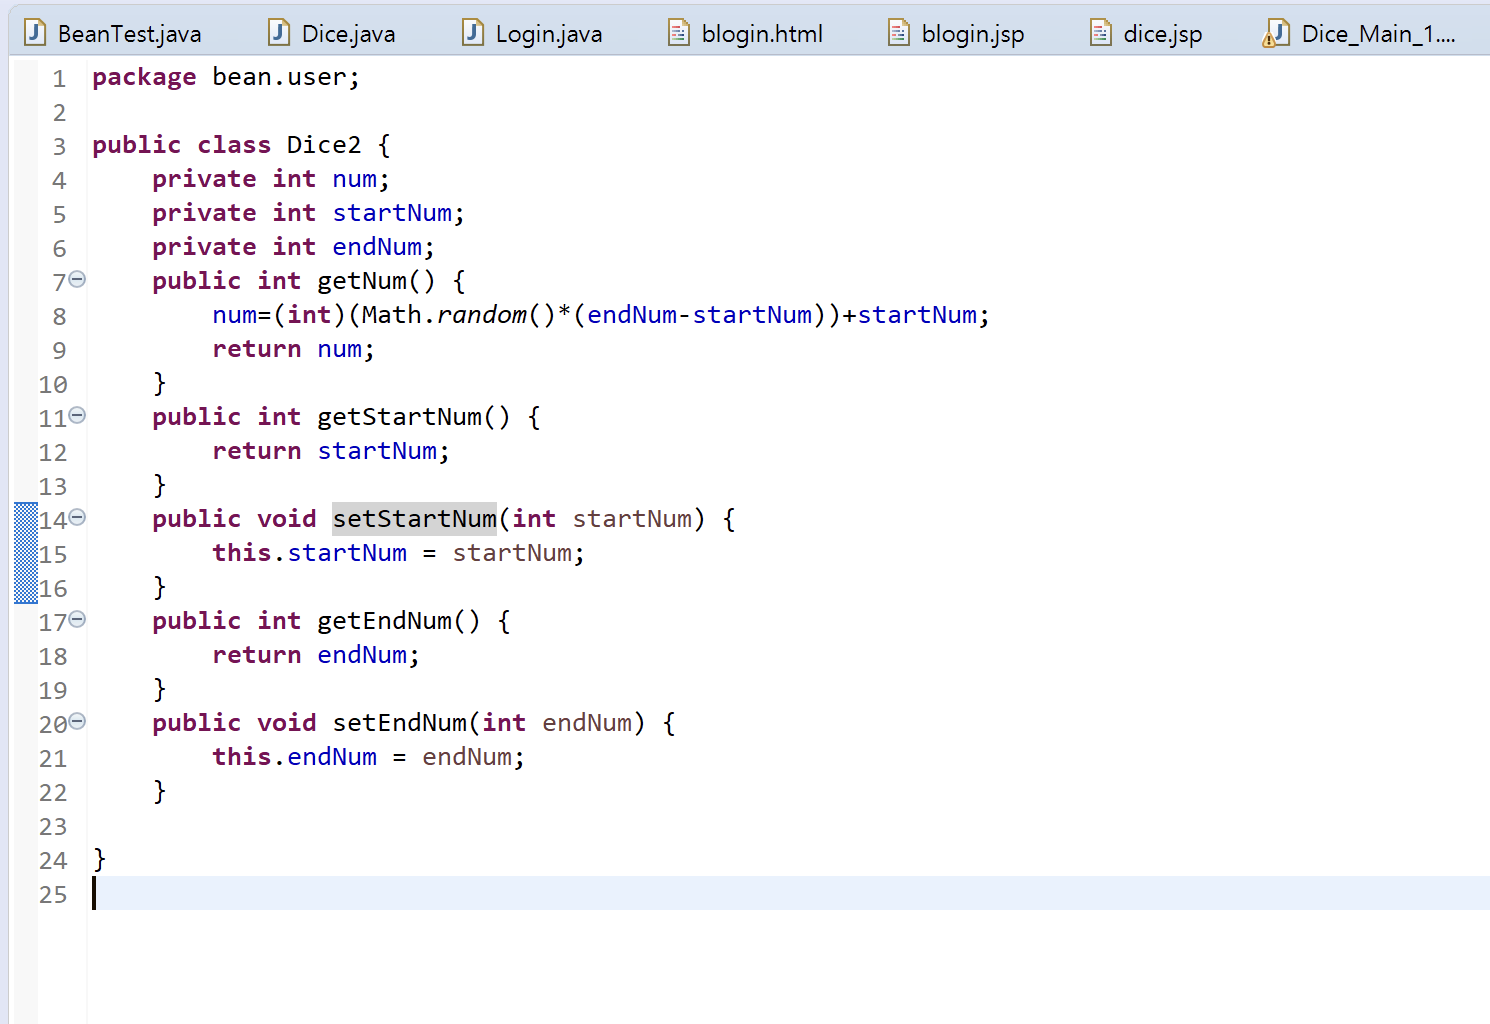 BeanTest.java Dice.java Login.java blogin.html blogin.jsp dice.jsp Dice_Main_1....
1 package bean.user;
2
3 public class Dice2 {
4     private int num;
5     private int startNum;
6     private int endNum;
7     public int getNum() {
8         num=(int)(Math.random()*(endNum-startNum))+startNum;
9         return num;
10     }
11     public int getStartNum() {
12         return startNum;
13     }
14     public void setStartNum(int startNum) {
15         this.startNum = startNum;
16     }
17     public int getEndNum() {
18         return endNum;
19     }
20     public void setEndNum(int endNum) {
21         this.endNum = endNum;
22     }
23
24 }
25